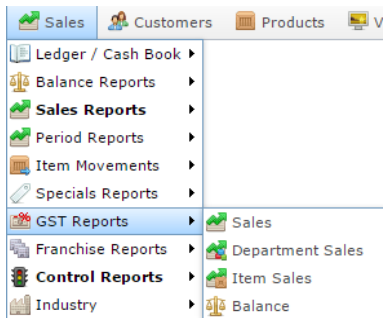 Sales Customers Products V
Ledger / Cash Book
Balance Reports
Sales Reports
Period Reports
Item Movements
Specials Reports
GST Reports
Sales
Franchise Reports
Department Sales
Control Reports
Item Sales
Industry
Balance